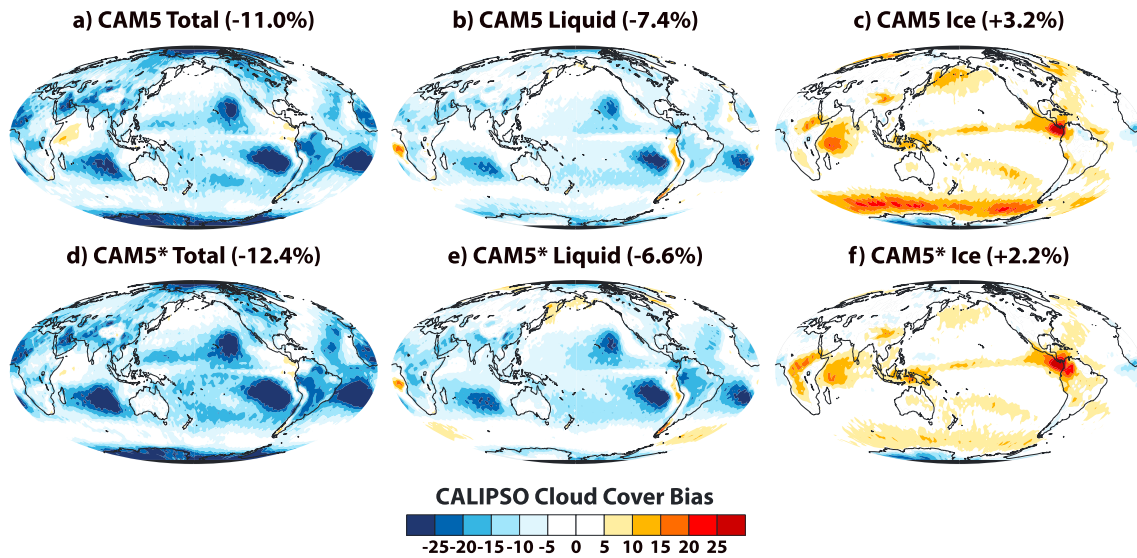 a) CAM5 Total (-11.0%)
b) CAM5 Liquid (-7.4%)
c) CAM5 Ice (+3.2%)
d) CAM5* Total (-12.4%)
e) CAM5* Liquid (-6.6%)
f) CAM5* Ice (+2.2%)
CALIPSO Cloud Cover Bias
-25 -20 -15 -10 -5 0 5 10 15 20 25